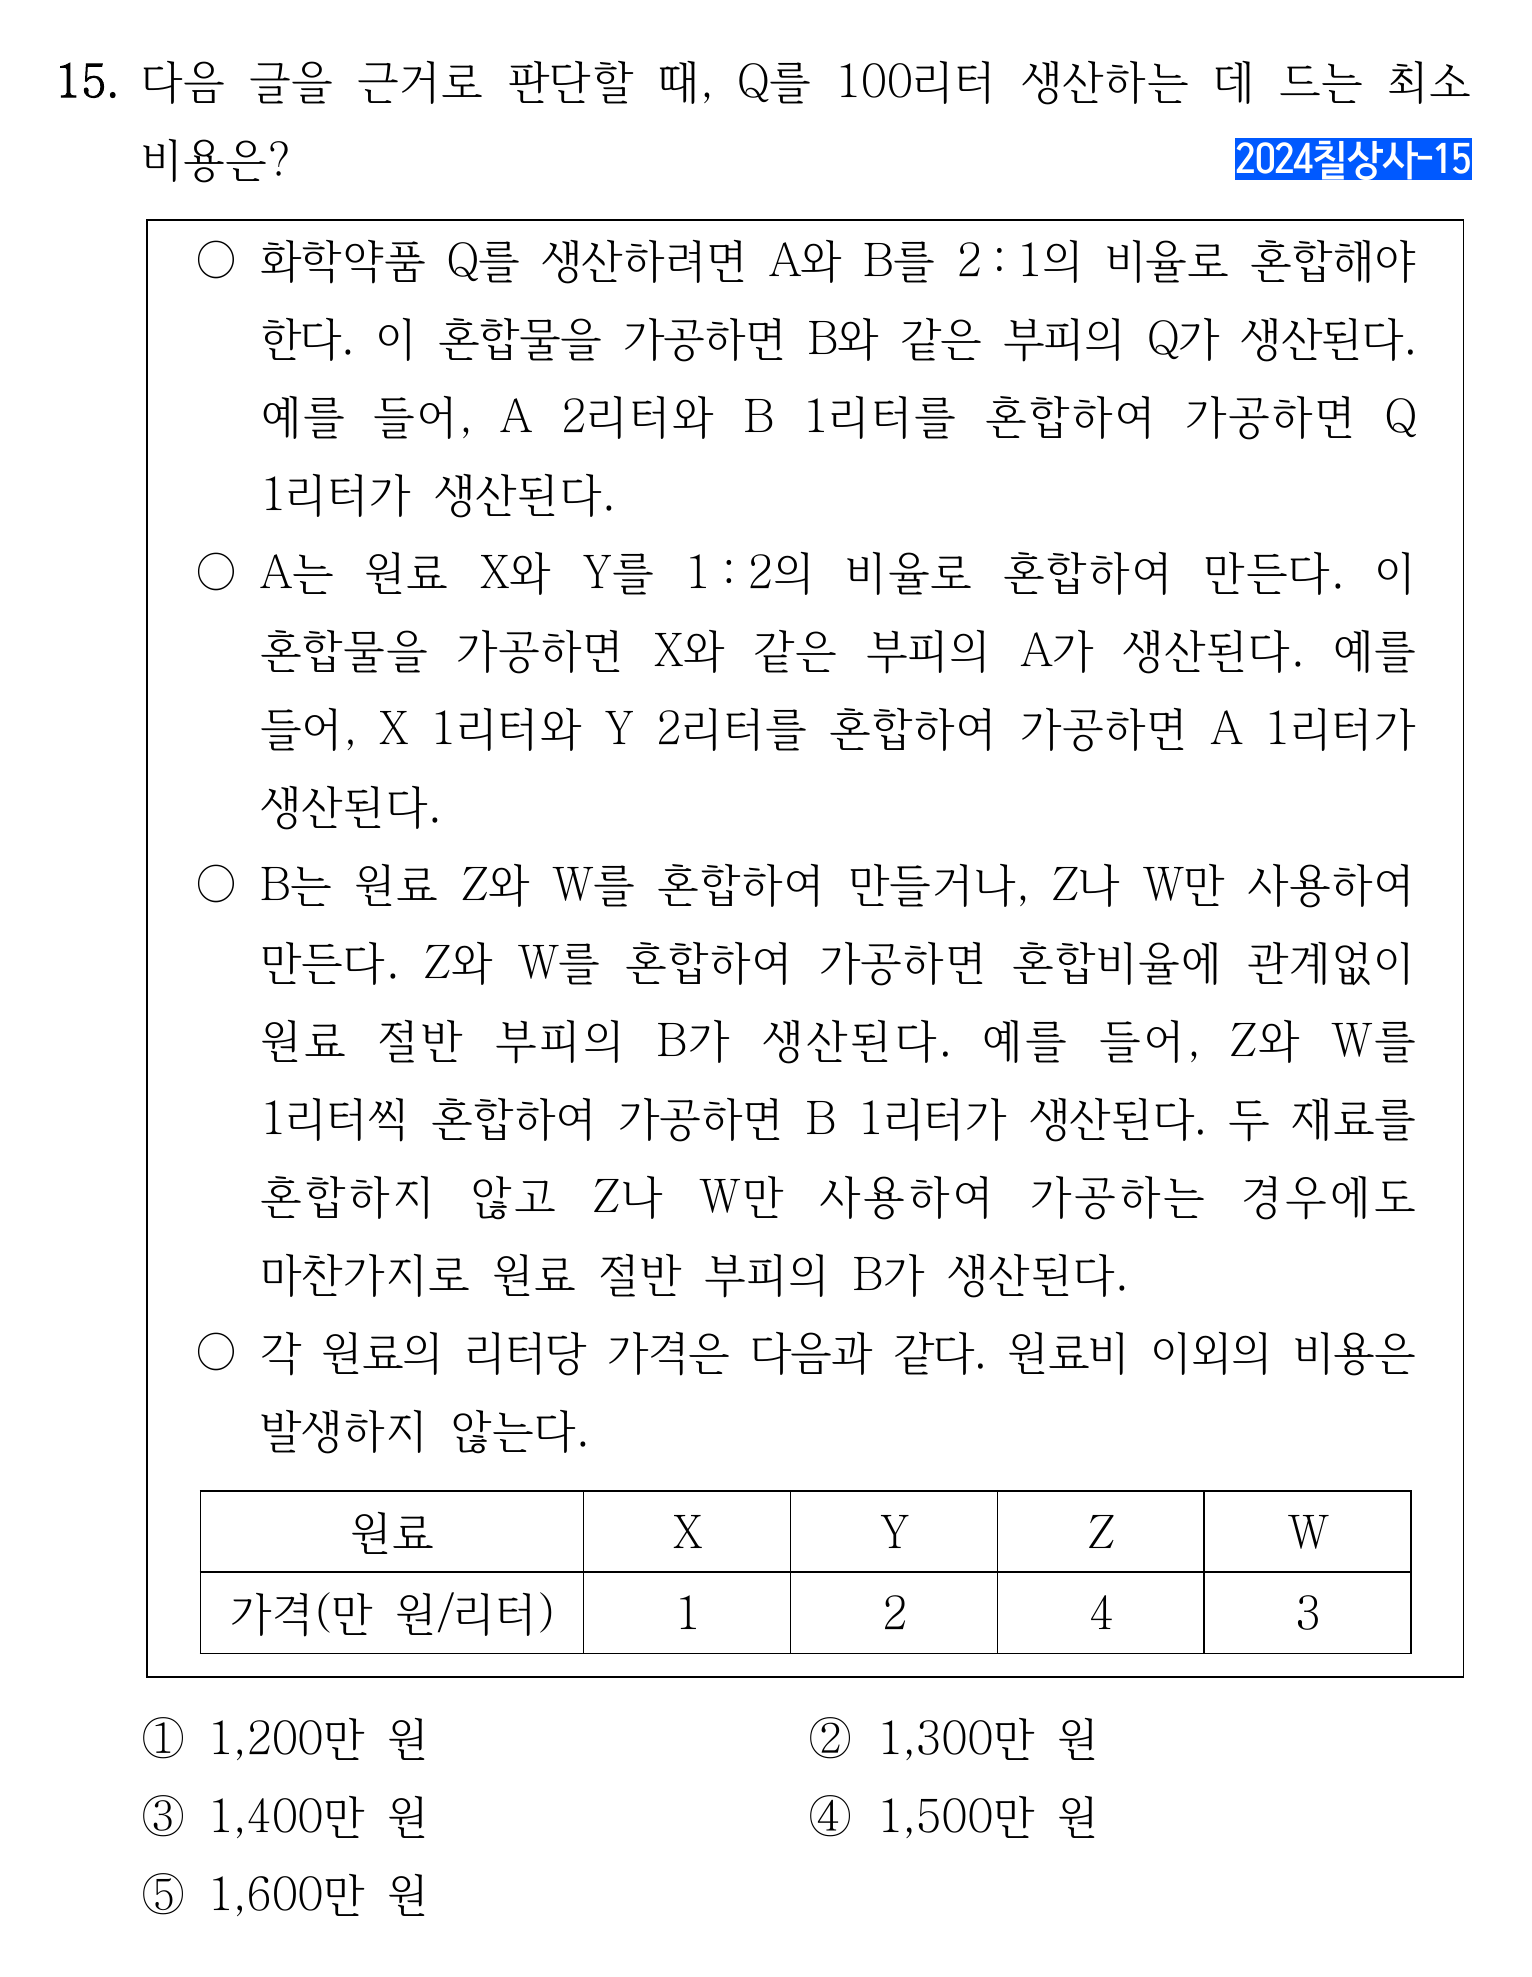 15. 다음 글을 근거로 판단할 때, Q를 100리터 생산하는 데 드는 최소
비용은?
2024칠상사-15
○ 화학약품 Q를 생산하려면 A와 B를 2 : 1의 비율로 혼합해야
한다. 이 혼합물을 가공하면 B와 같은 부피의 Q가 생산된다.
예를 들어, A 2리터와 B 1리터를 혼합하여 가공하면 Q
1리터가 생산된다.
○ A는 원료 X와 Y를 1 : 2의 비율로 혼합하여 만든다. 이
혼합물을 가공하면 X와 같은 부피의 A가 생산된다. 예를
들어, X 1리터와 Y 2리터를 혼합하여 가공하면 A 1리터가
생산된다.
○ B는 원료 Z와 W를 혼합하여 만들거나, Z나 W만 사용하여
만든다. Z와 W를 혼합하여 가공하면 혼합비율에 관계없이
원료 절반 부피의 B가 생산된다. 예를 들어, Z와 W를
1리터씩 혼합하여 가공하면 B 1리터가 생산된다. 두 재료를
혼합하지 않고 Z나 W만 사용하여 가공하는 경우에도
마찬가지로 원료 절반 부피의 B가 생산된다.
○ 각 원료의 리터당 가격은 다음과 같다. 원료비 이외의 비용은
발생하지 않는다.
원료 X Y Z W
가격(만 원/리터) 1 2 4 3
① 1,200만 원 ② 1,300만 원
③ 1,400만 원 ④ 1,500만 원
⑤ 1,600만 원